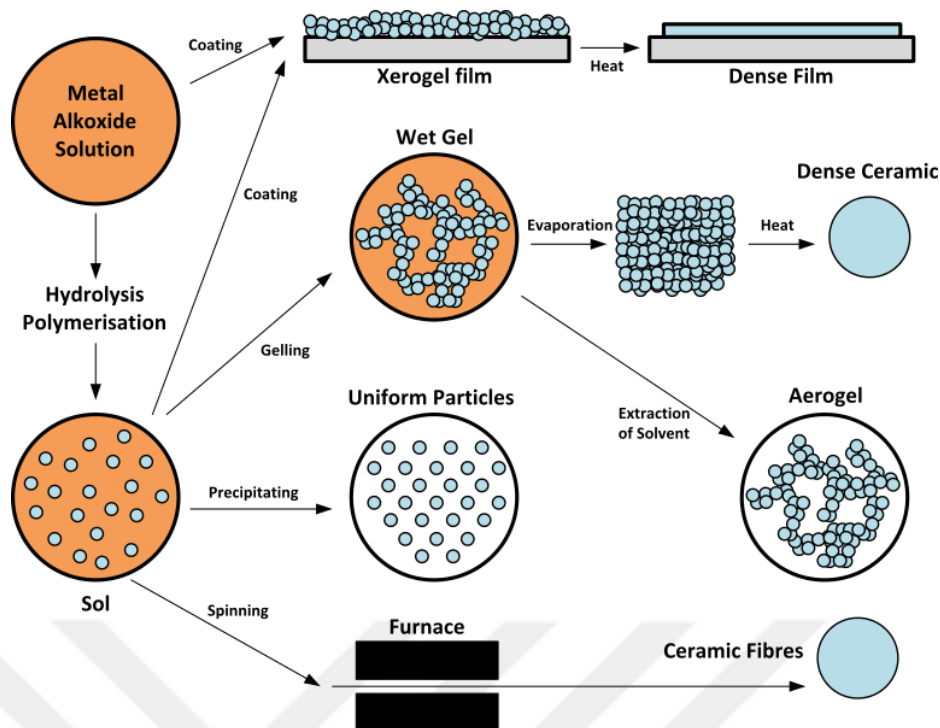 Coating
Xerogel film
Heat
Dense Film
Metal
Alkoxide
Solution
Coating
Wet Gel
Evaporation
Heat
Dense Ceramic
Hydrolysis
Polymerisation
Gelling
Extraction
of Solvent
Uniform Particles
Aerogel
Precipitating
Sol
Spinning
Furnace
Ceramic Fibres